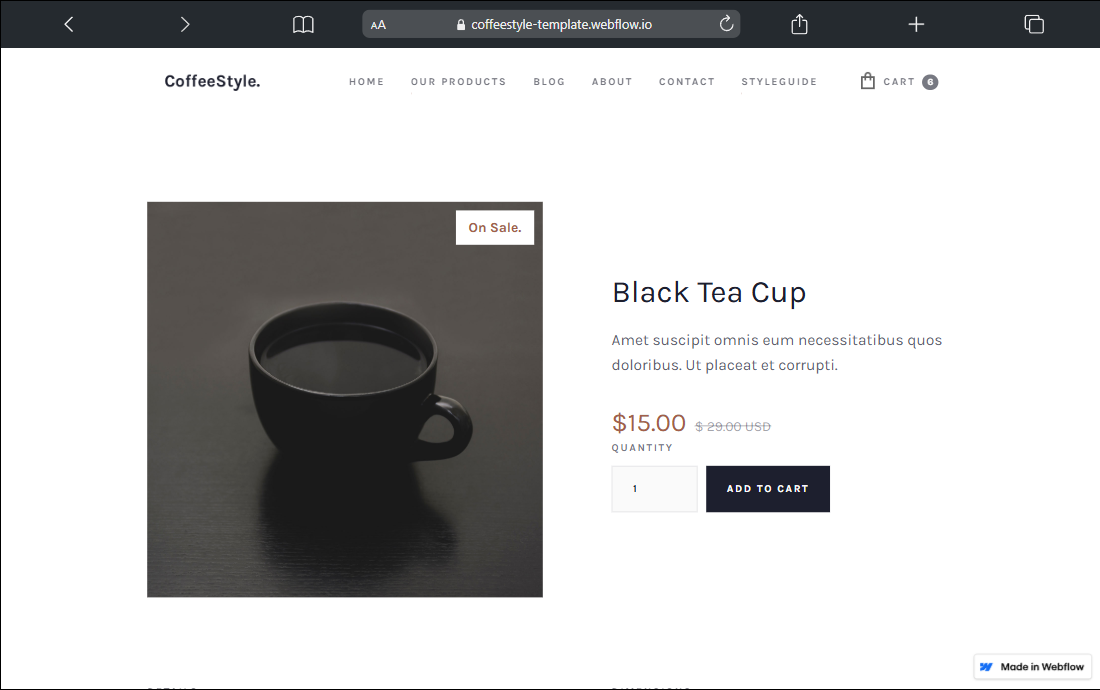 AA coffeestyle-template.webflow.io
CoffeeStyle. HOME OUR PRODUCTS BLOG ABOUT CONTACT STYLEGUIDE CART 6
On Sale.
Black Tea Cup
Amet suscipit omnis eum necessitatibus quos
doloribus. Ut placeat et corrupti.
$15.00 $ 29.00 USD
QUANTITY
1 ADD TO CART
Made in Webflow